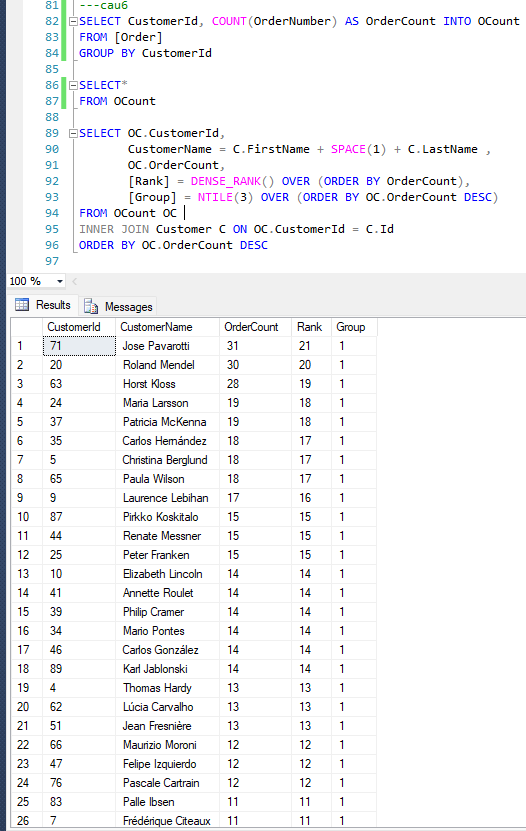 81 ---cau6
82 SELECT CustomerId, COUNT(OrderNumber) AS OrderCount INTO OCount
83 FROM [Order]
84 GROUP BY CustomerId
85
86 SELECT*
87 FROM OCount
88
89 SELECT OC.CustomerId,
90 CustomerName = C.FirstName + SPACE(1) + C.LastName ,
91 OC.OrderCount,
92 [Rank] = DENSE_RANK() OVER (ORDER BY OrderCount),
93 [Group] = NTILE(3) OVER (ORDER BY OC.OrderCount DESC)
94 FROM OCount OC
95 INNER JOIN Customer C ON OC.CustomerId = C.Id
96 ORDER BY OC.OrderCount DESC
97
100 %
Results Messages
CustomerId CustomerName OrderCount Rank Group
1 71 Jose Pavarotti 31 21 1
2 20 Roland Mendel 30 20 1
3 63 Horst Kloss 28 19 1
4 24 Maria Larsson 19 18 1
5 37 Patricia McKenna 19 18 1
6 35 Carlos Hernández 18 17 1
7 5 Christina Berglund 18 17 1
8 65 Paula Wilson 18 17 1
9 9 Laurence Lebihan 17 16 1
10 87 Pirkko Koskitalo 15 15 1
11 44 Renate Messner 15 15 1
12 25 Peter Franken 15 15 1
13 10 Elizabeth Lincoln 14 14 1
14 41 Annette Roulet 14 14 1
15 39 Philip Cramer 14 14 1
16 34 Mario Pontes 14 14 1
17 46 Carlos González 14 14 1
18 89 Karl Jablonski 14 14 1
19 4 Thomas Hardy 13 13 1
20 62 Lúcia Carvalho 13 13 1
21 51 Jean Fresnière 13 13 1
22 66 Maurizio Moroni 12 12 1
23 47 Felipe Izquierdo 12 12 1
24 76 Pascale Cartrain 12 12 1
25 83 Palle Ibsen 11 11 1
26 7 Frédérique Citeaux 11 11 1